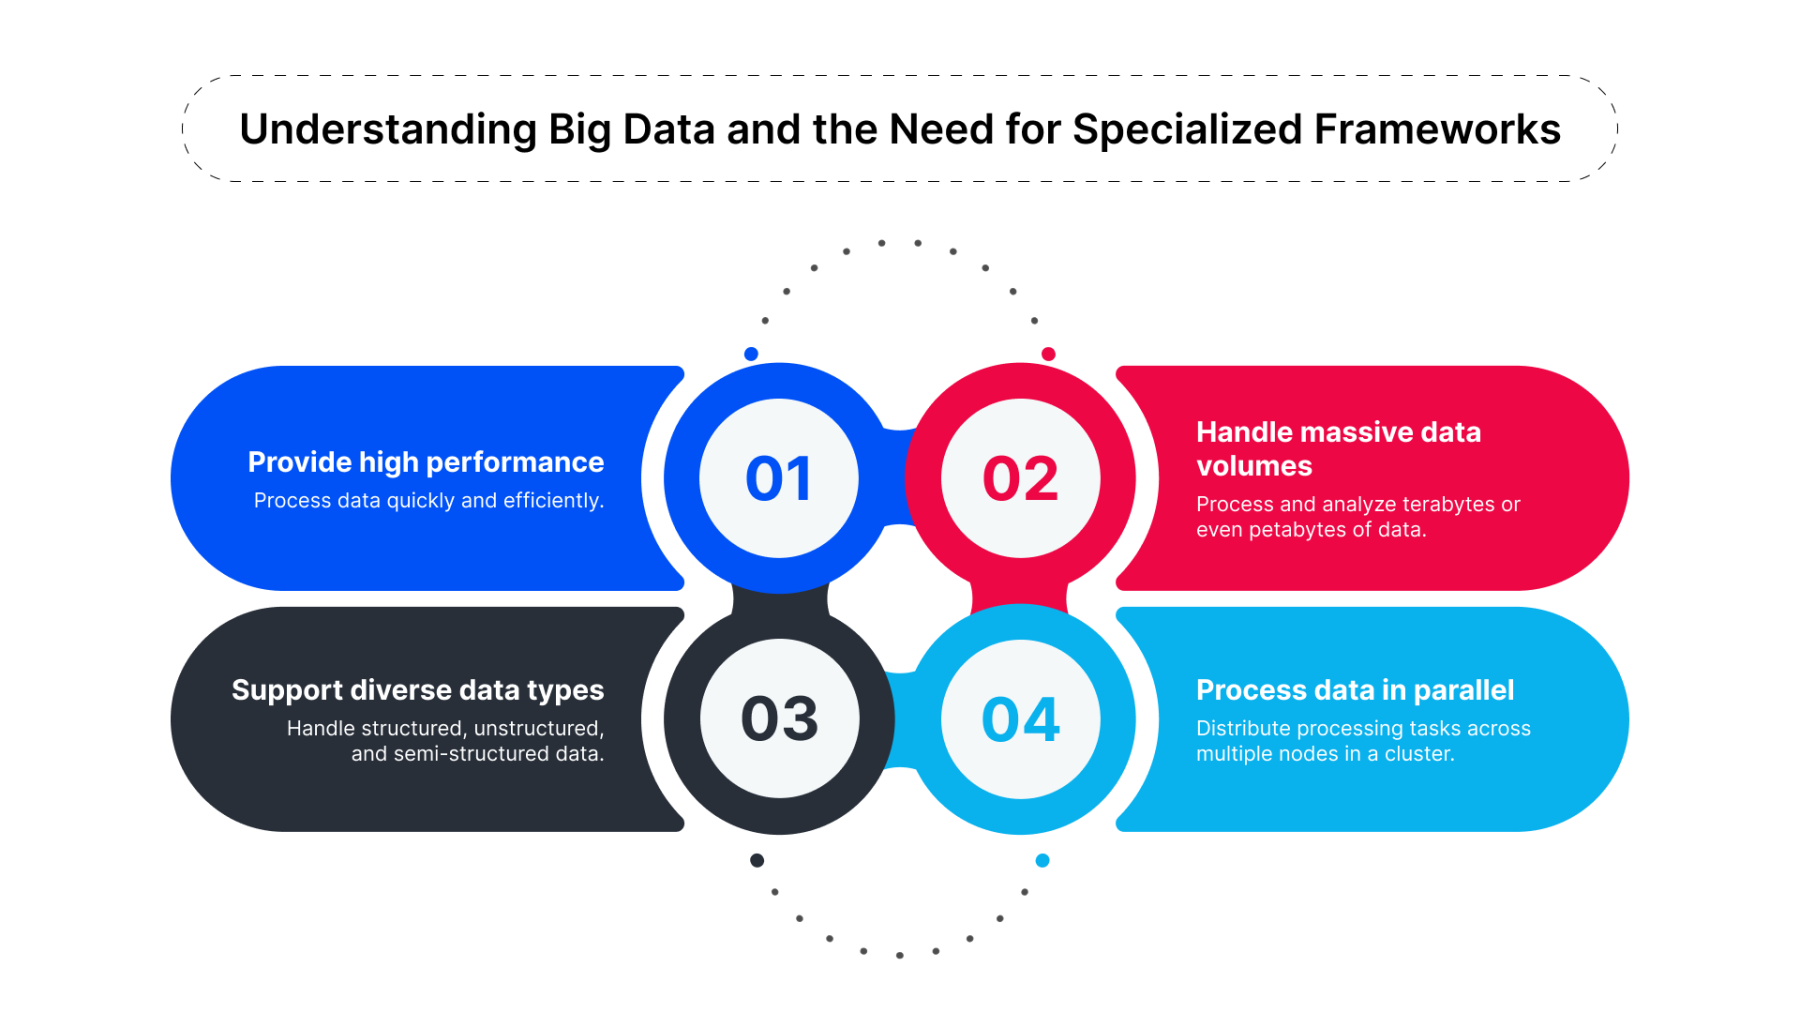 Understanding Big Data and the Need for Specialized Frameworks
Provide high performance
Process data quickly and efficiently.
01
02
Handle massive data
volumes
Process and analyze terabytes or
even petabytes of data.
Support diverse data types
Handle structured, unstructured,
and semi-structured data.
03
04
Process data in parallel
Distribute processing tasks across
multiple nodes in a cluster.